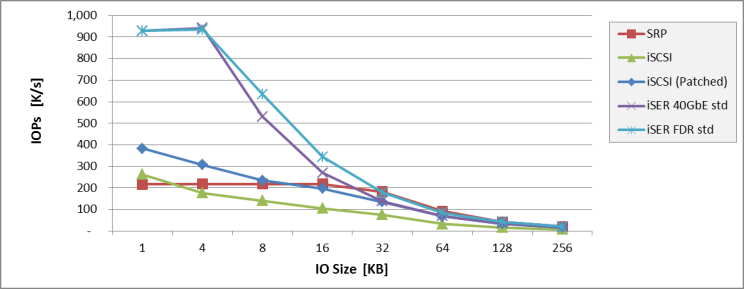 1,000
900
800
700
600
500
400
300
200
100
-
IOPs [K/s]
1 4 8 16 32 64 128 256
IO Size [KB]
SRP
iSCSI
iSCSI (Patched)
iSER 40GbE std
iSER FDR std